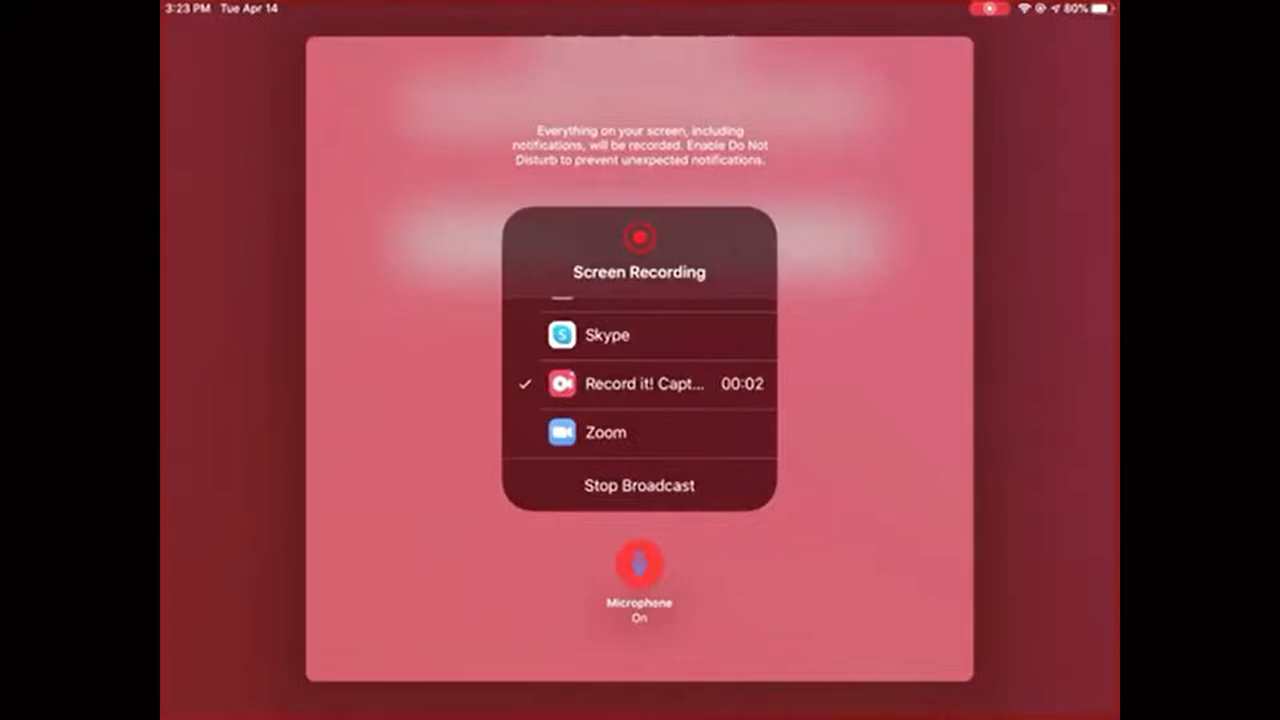 3:23 PM Tue Apr 14
80%
Everything on your screen, including
notifications, will be recorded. Enable Do Not
Disturb to prevent unexpected notifications.
Screen Recording
Skype
Record it! Capt... 00:02
Zoom
Stop Broadcast
Microphone
On